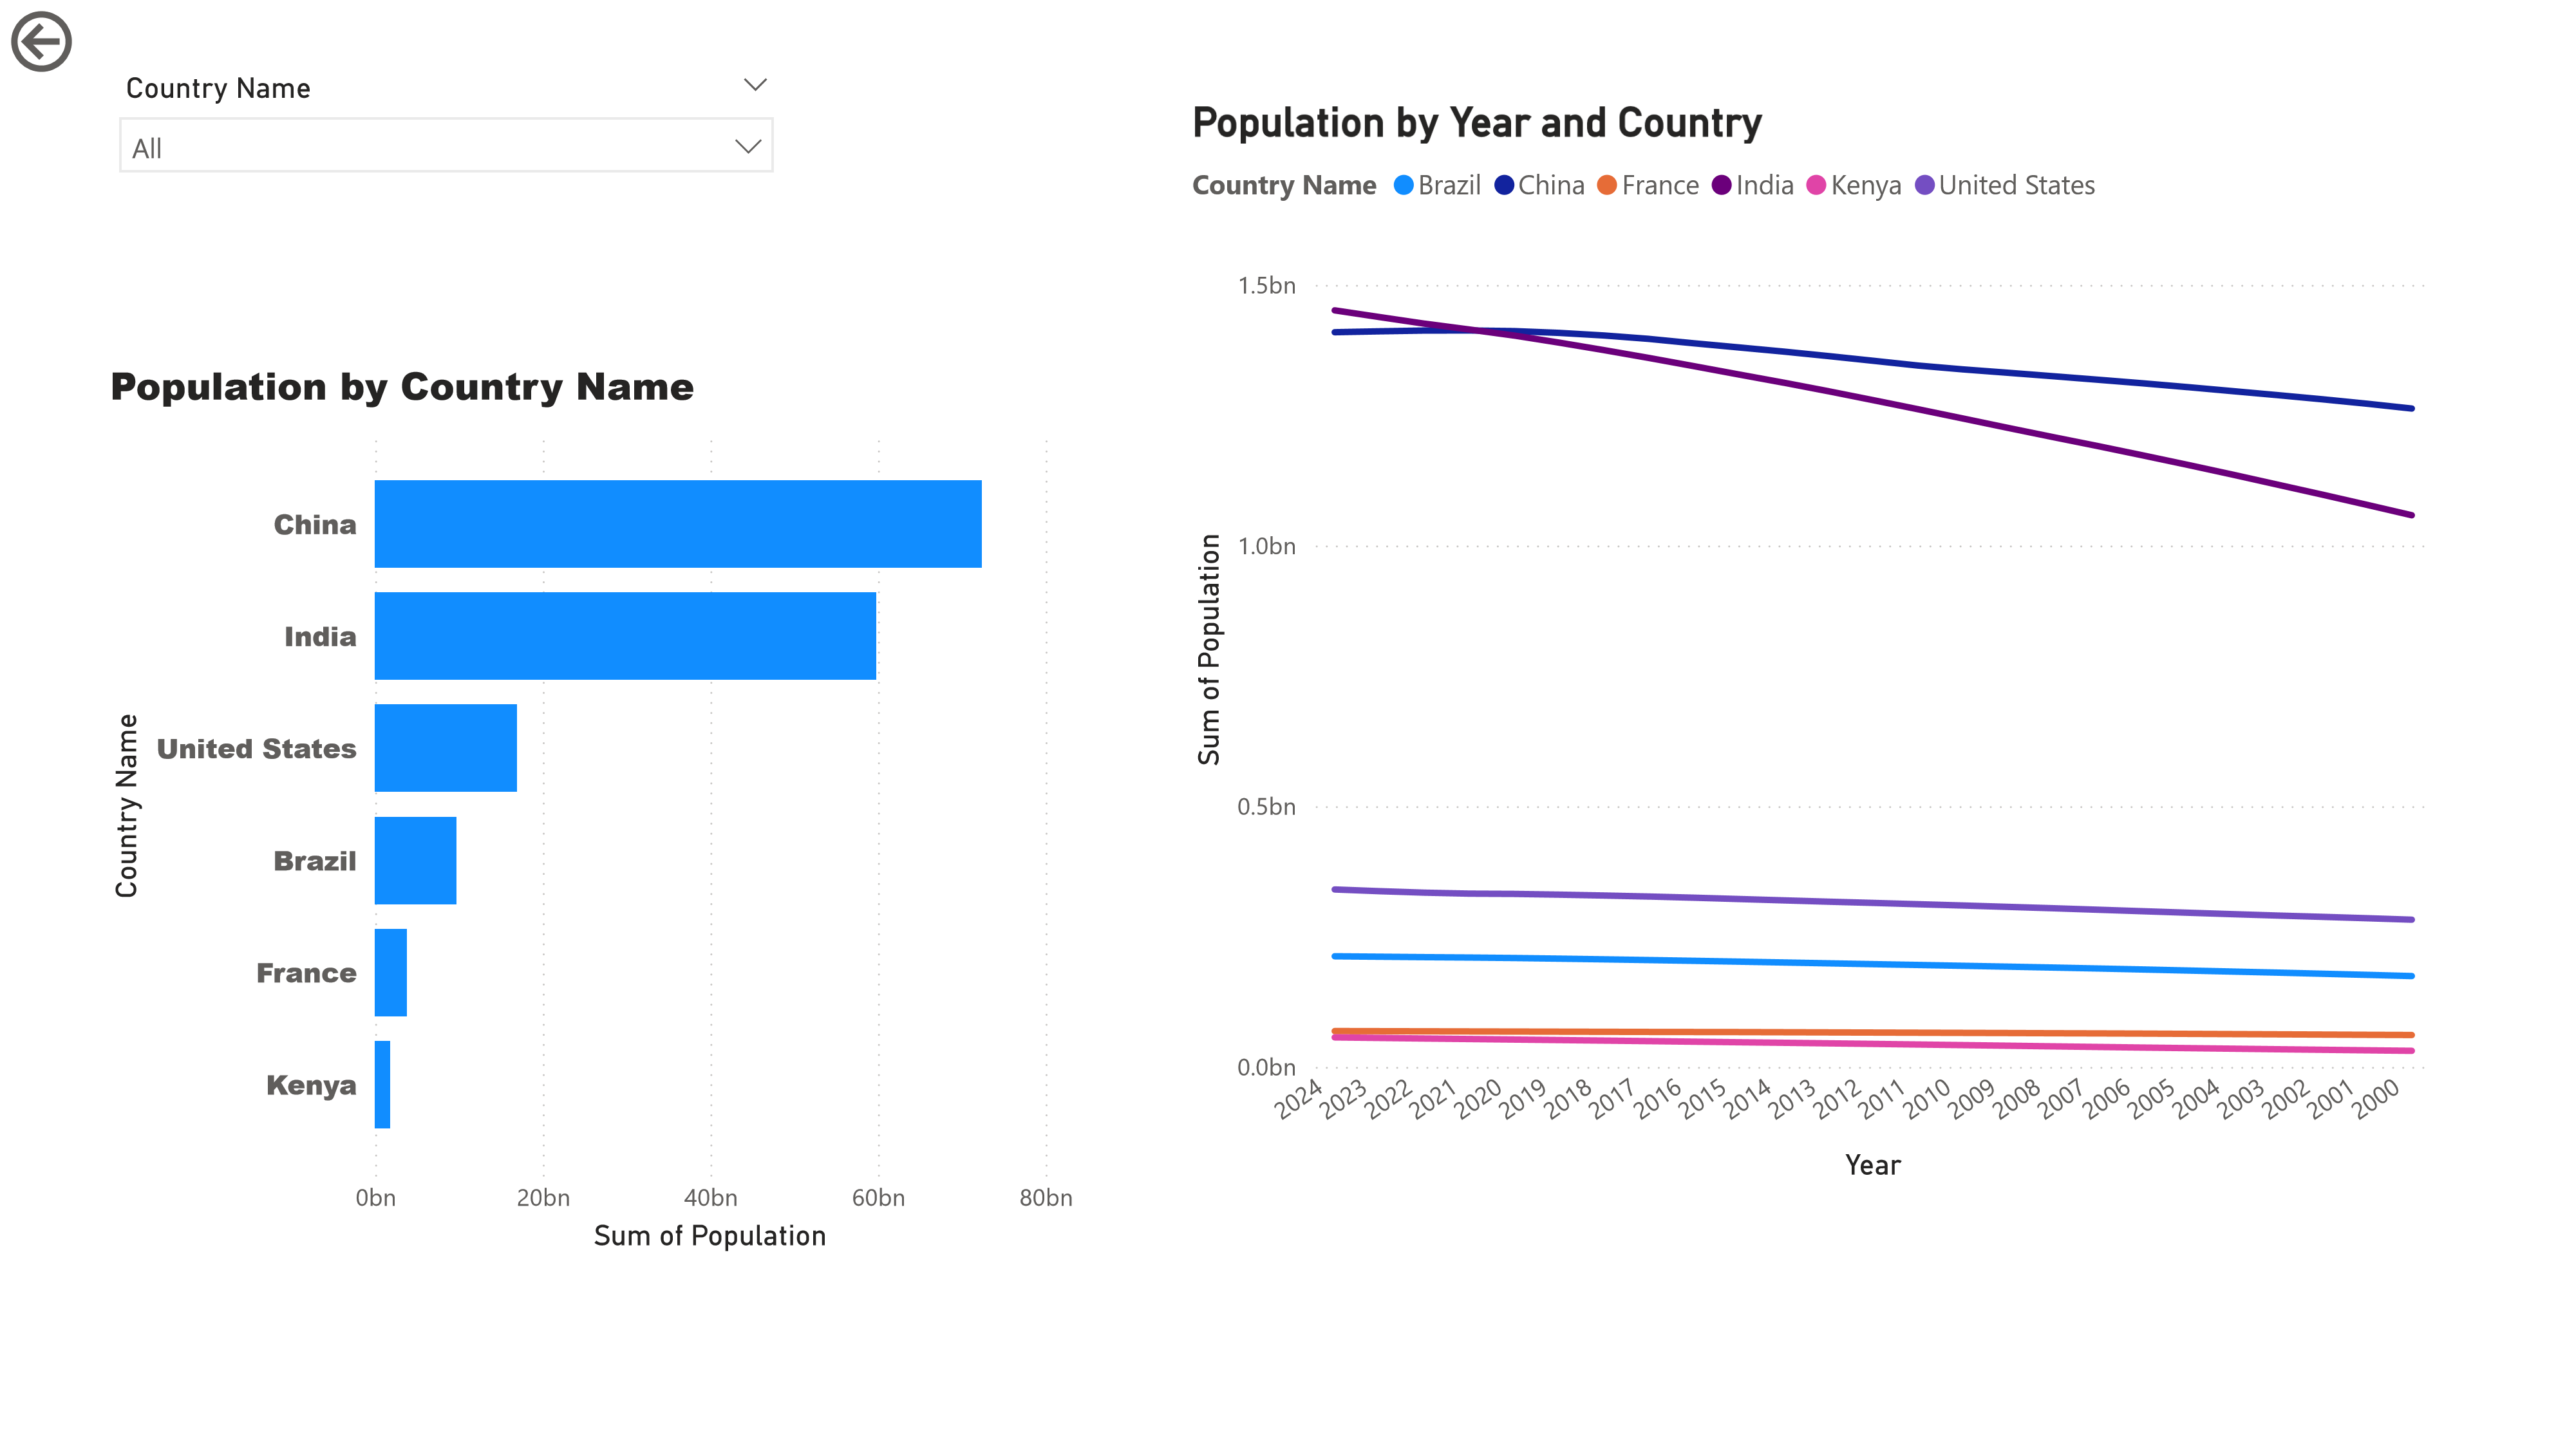 Country Name
All
Population by Country Name
Country Name
China
India
United States
Brazil
France
Kenya
0bn 20bn 40bn 60bn 80bn
Sum of Population
Population by Year and Country
Country Name Brazil China France India Kenya United States
Sum of Population
1.5bn
1.0bn
0.5bn
0.0bn
2024 2023 2022 2021 2020 2019 2018 2017 2016 2015 2014 2013 2012 2011 2010 2009 2008 2007 2006 2005 2004 2003 2002 2001 2000
Year